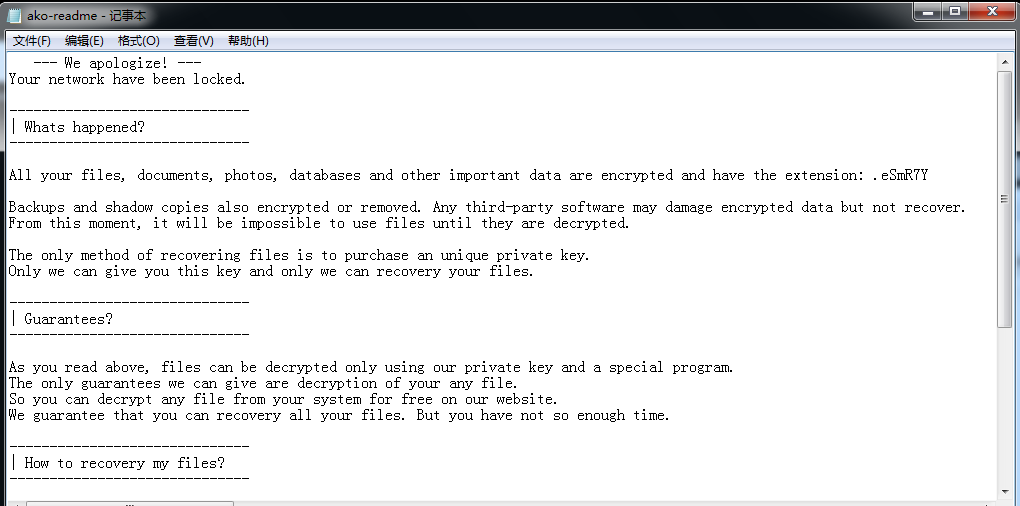 ako-readme - 记事本
文件(F) 编辑(E) 格式(O) 查看(V) 帮助(H)
--- We apologize! ---
Your network have been locked.
------------------------------
| Whats happened?
------------------------------
All your files, documents, photos, databases and other important data are encrypted and have the extension: .eSmR7Y
Backups and shadow copies also encrypted or removed. Any third-party software may damage encrypted data but not recover.
From this moment, it will be impossible to use files until they are decrypted.
The only method of recovering files is to purchase an unique private key.
Only we can give you this key and only we can recovery your files.
------------------------------
| Guarantees?
------------------------------
As you read above, files can be decrypted only using our private key and a special program.
The only guarantees we can give are decryption of your any file.
So you can decrypt any file from your system for free on our website.
We guarantee that you can recovery all your files. But you have not so enough time.
------------------------------
| How to recovery my files?
------------------------------